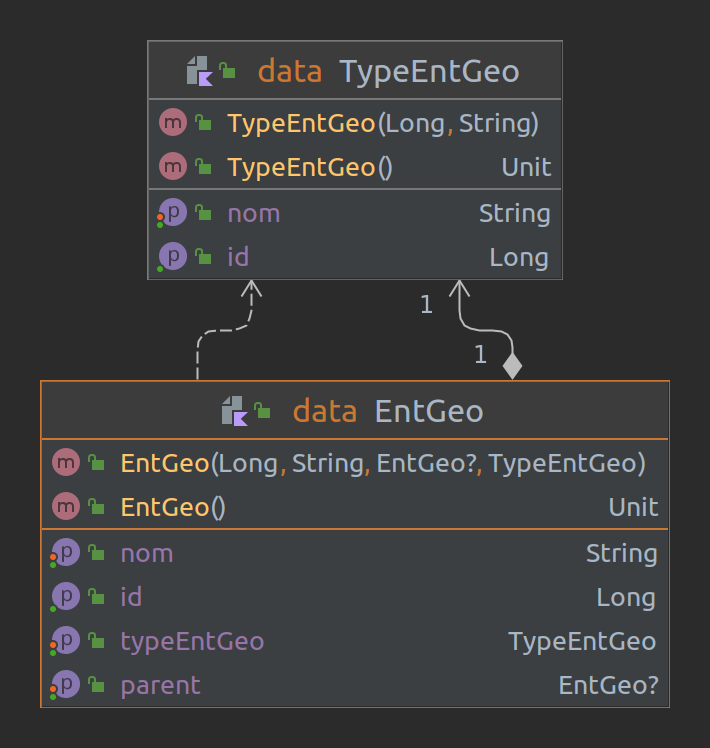 data TypeEntGeo
m TypeEntGeo(Long, String)
m TypeEntGeo() Unit
p nom String
p id Long
1
1
data EntGeo
m EntGeo(Long, String, EntGeo?, TypeEntGeo)
m EntGeo() Unit
p nom String
p id Long
p typeEntGeo TypeEntGeo
p parent EntGeo?